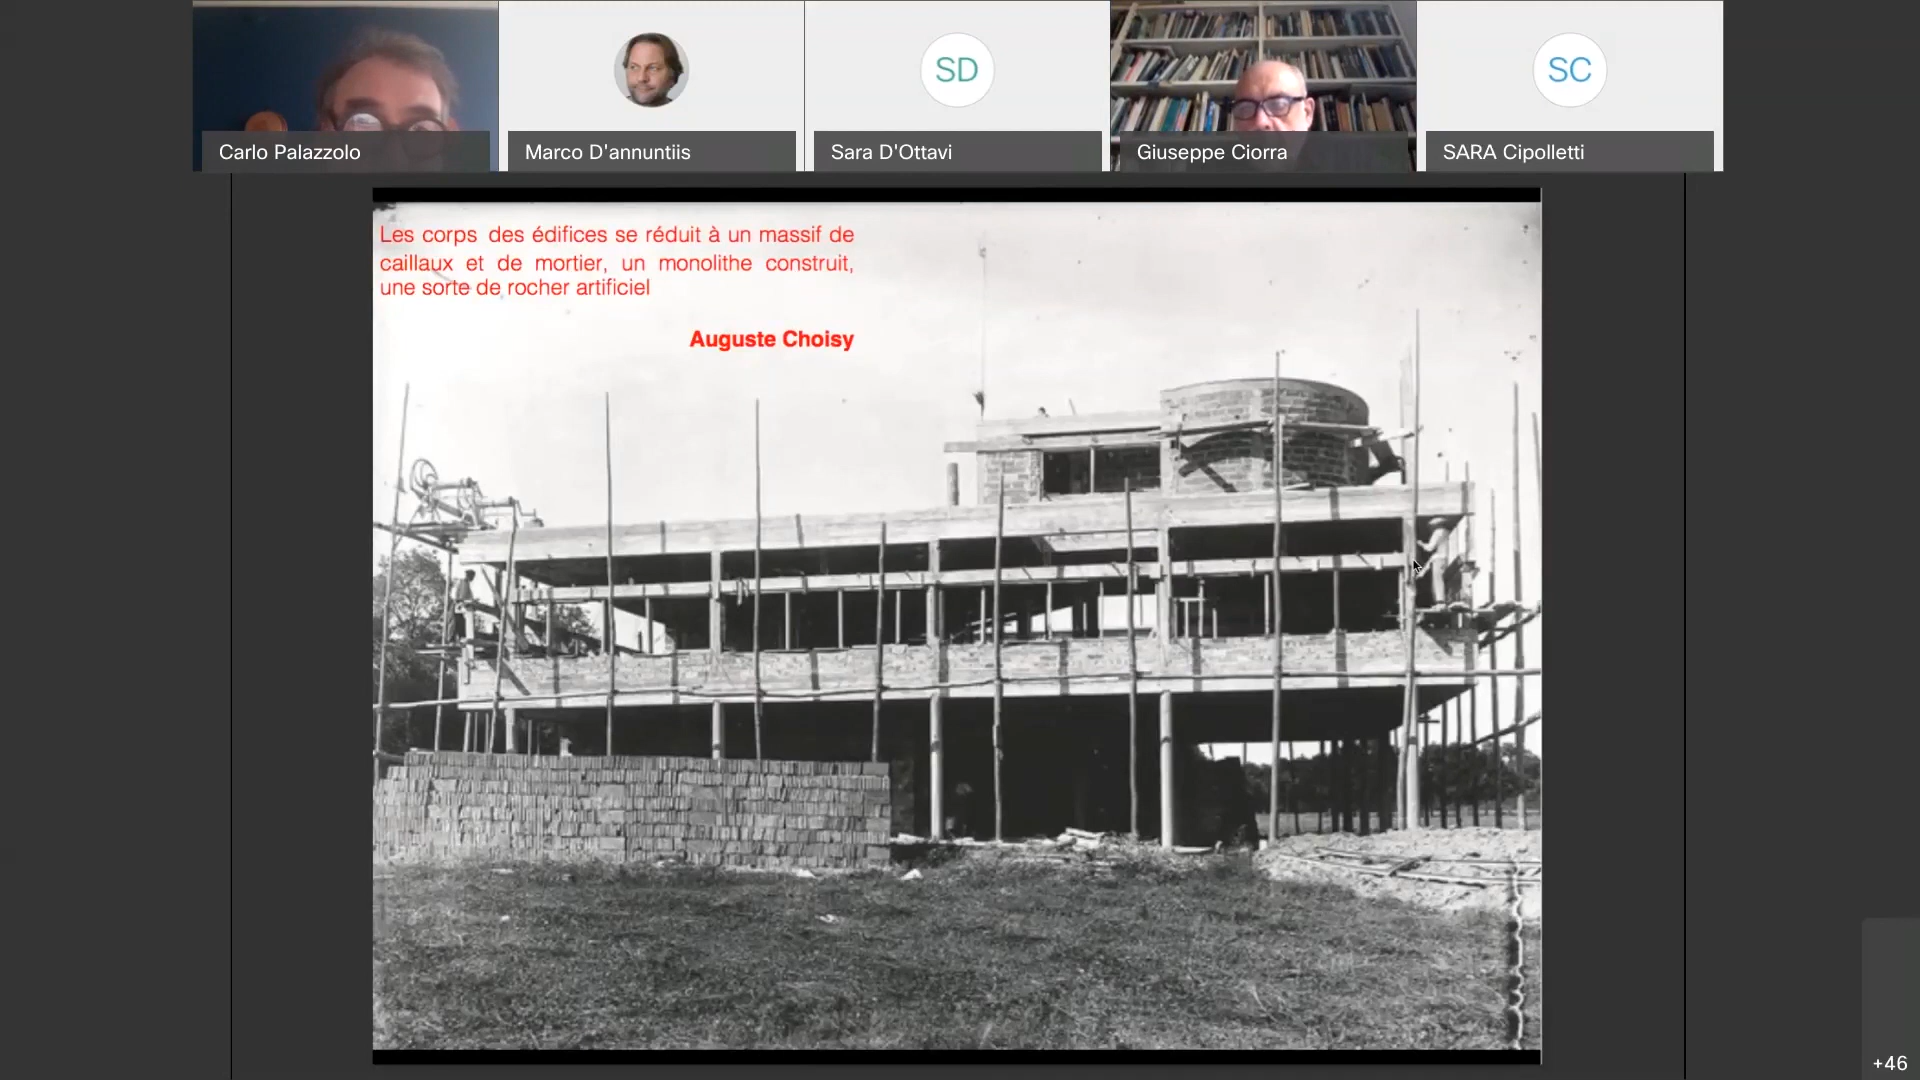 SD
SC
Carlo Palazzolo
Marco D'annuntiis
Sara D'Ottavi
Giuseppe Ciorra
SARA Cipolletti
Les corps des édifices se réduit à un massif de
caillaux et de mortier, un monolithe construit,
une sorte de rocher artificiel
Auguste Choisy
+46